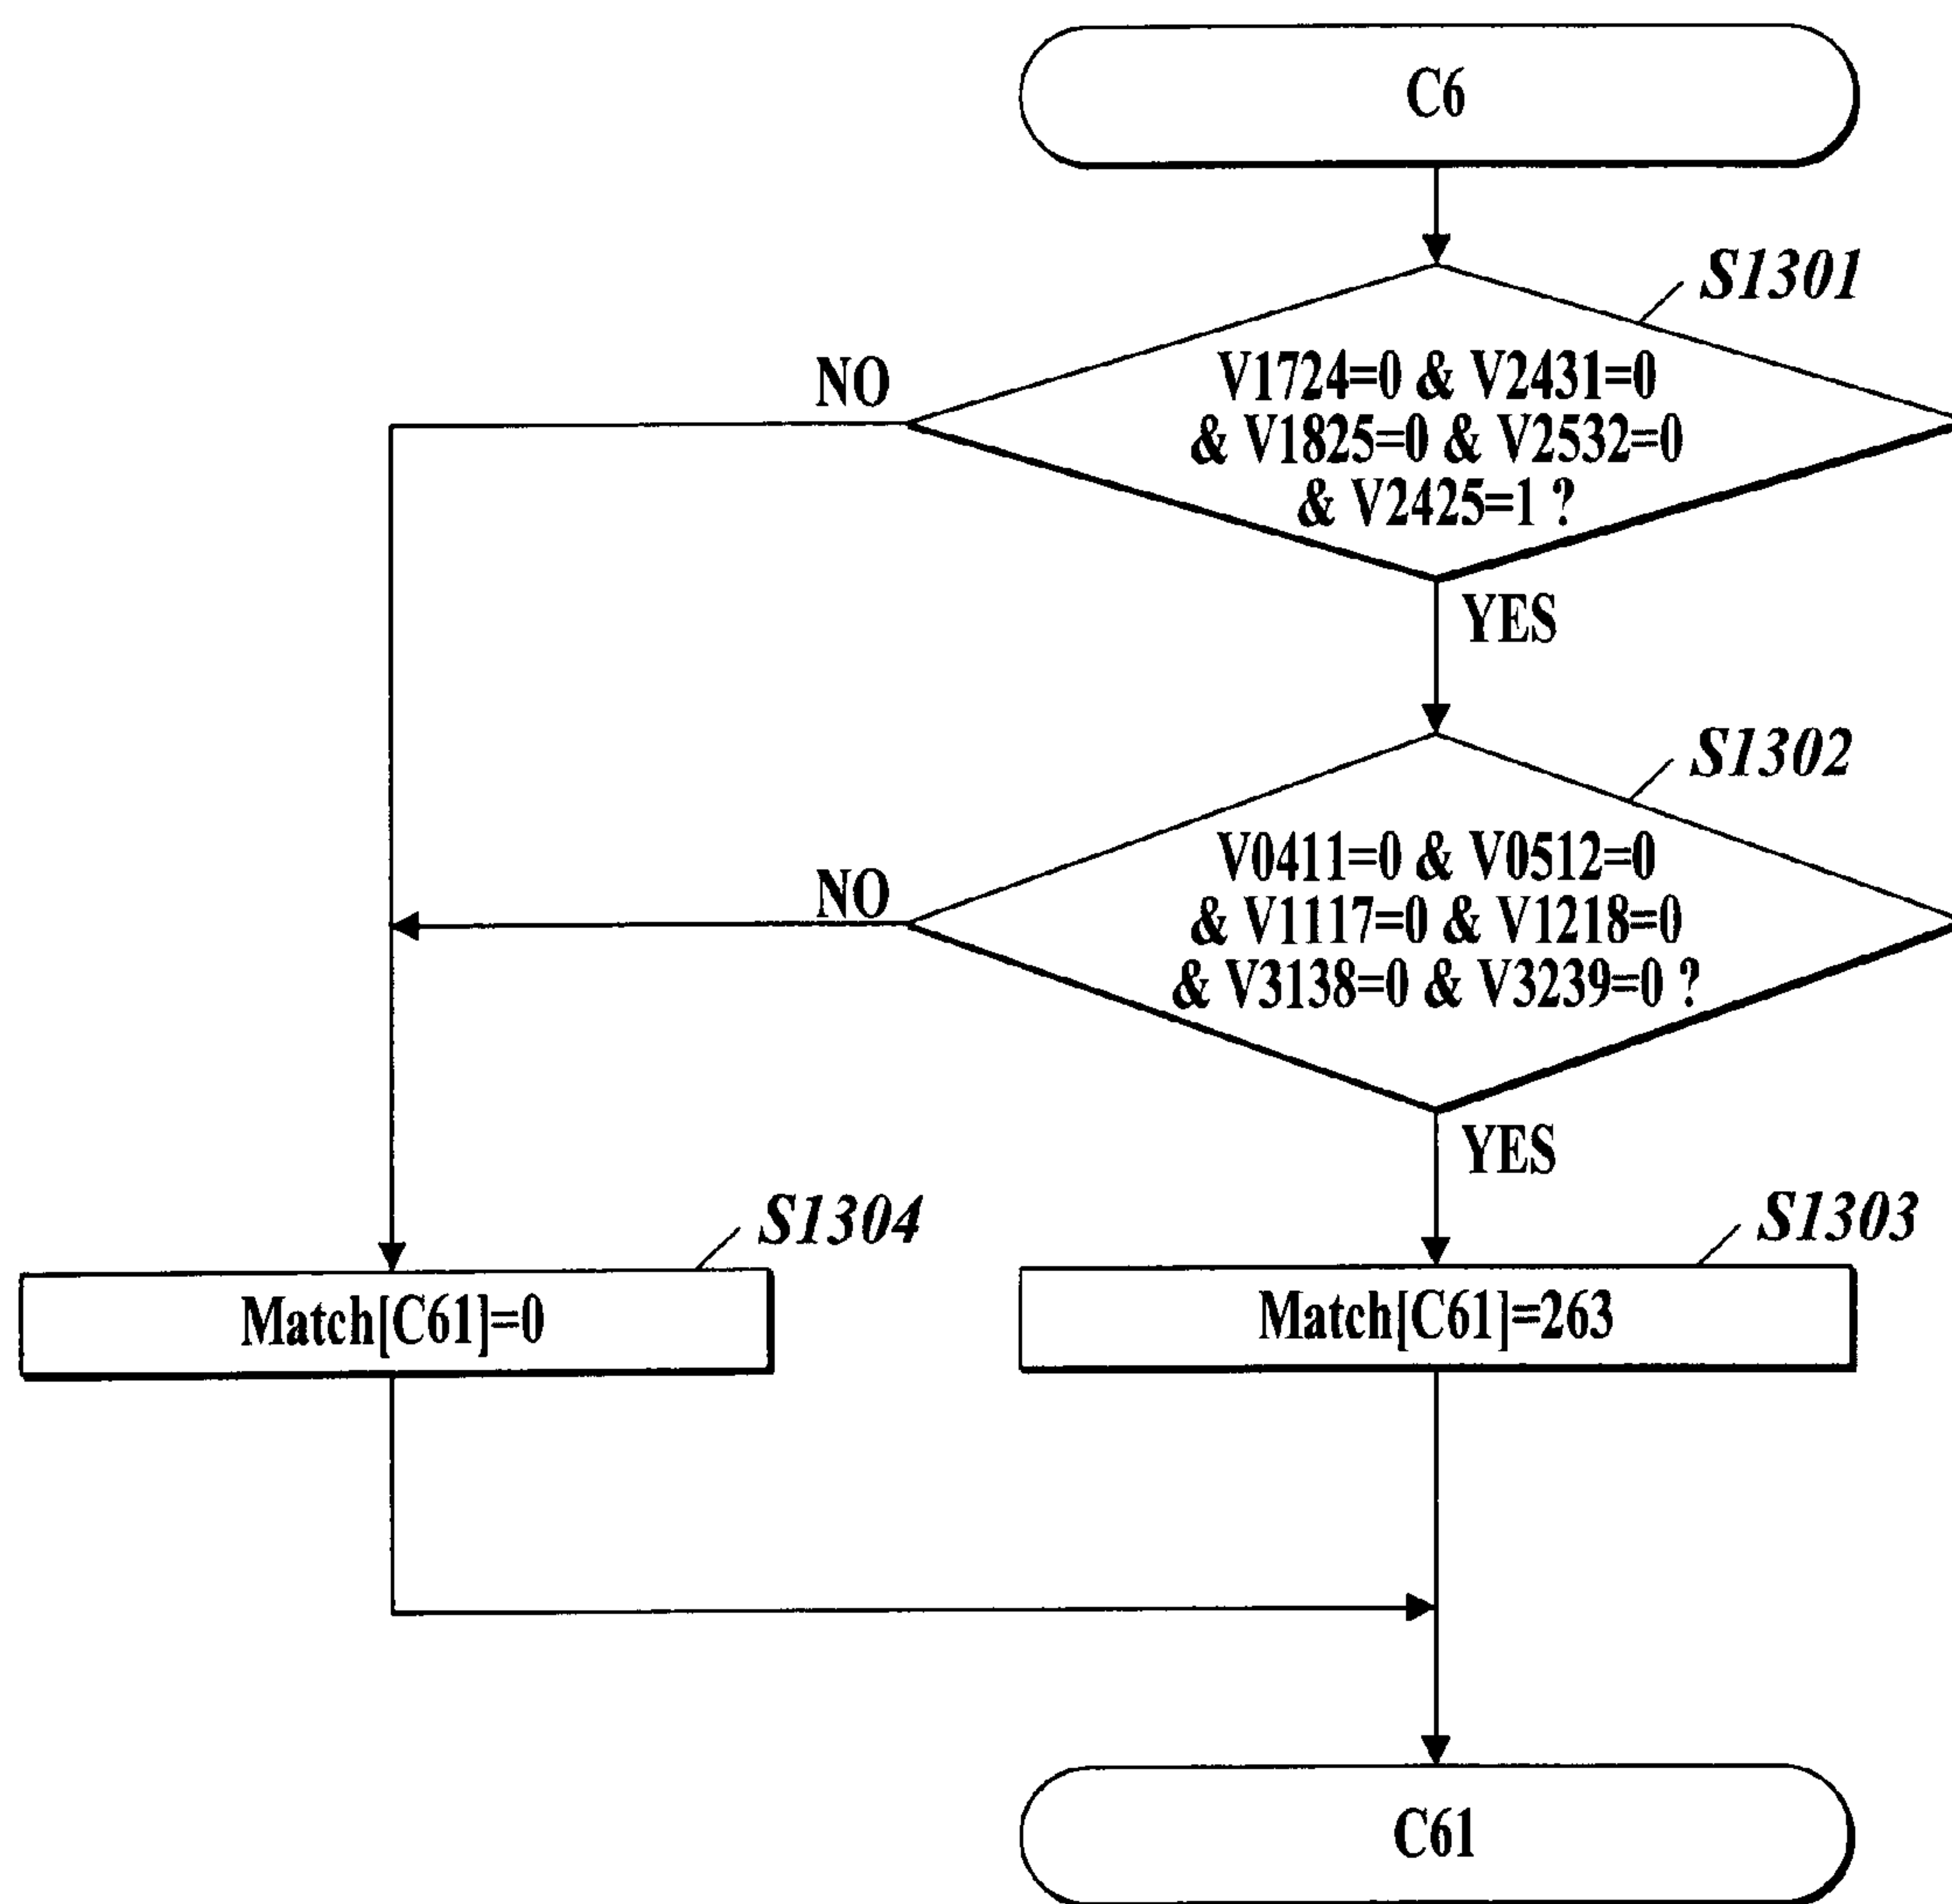 C6
S1301
NO
V1724=0 & V2431=0
& V1825=0 & V2532=0
& V2425=1 ?
YES
S1302
NO
V0411=0 & V0512=0
& V1117=0 & V1218=0
& V3138=0 & V3239=0 ?
YES
S1304
S1303
Match[C61]=0
Match[C61]=263
C61